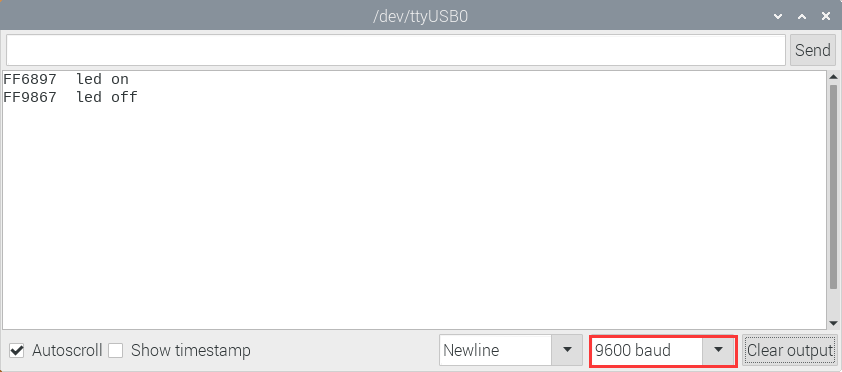 /dev/ttyUSB0
Send
FF6897  led on
FF9867  led off
Autoscroll Show timestamp Newline 9600 baud Clear output